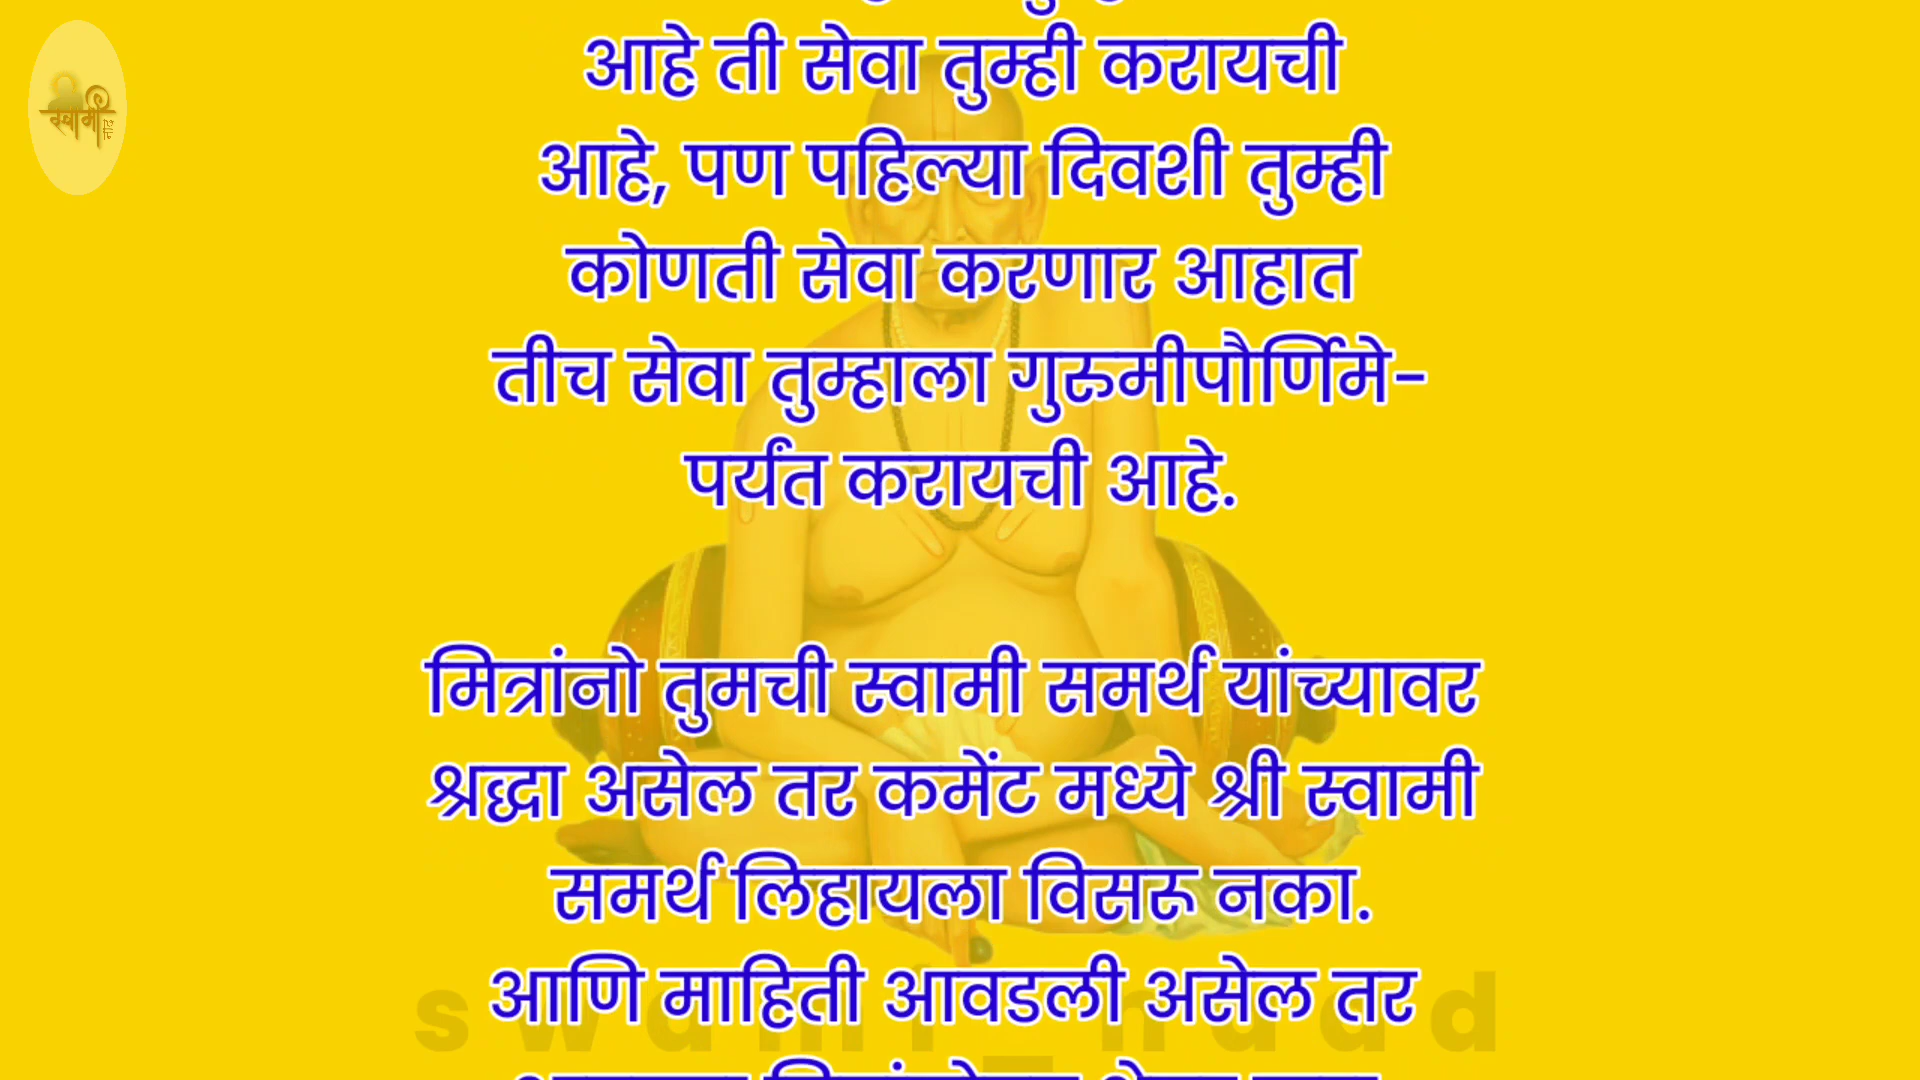 स्वामी
आहे ती सेवा तुम्ही करायची
आहे, पण पहिल्या दिवशी तुम्ही
कोणती सेवा करणार आहात
तीच सेवा तुम्हाला गुरुमीपौर्णिमे-
पर्यंत करायची आहे.
मित्रांनो तुमची स्वामी समर्थ यांच्यावर
श्रद्धा असेल तर कमेंट मध्ये श्री स्वामी
समर्थ लिहायला विसरू नका.
आणि माहिती आवडली असेल तर
swami_naad